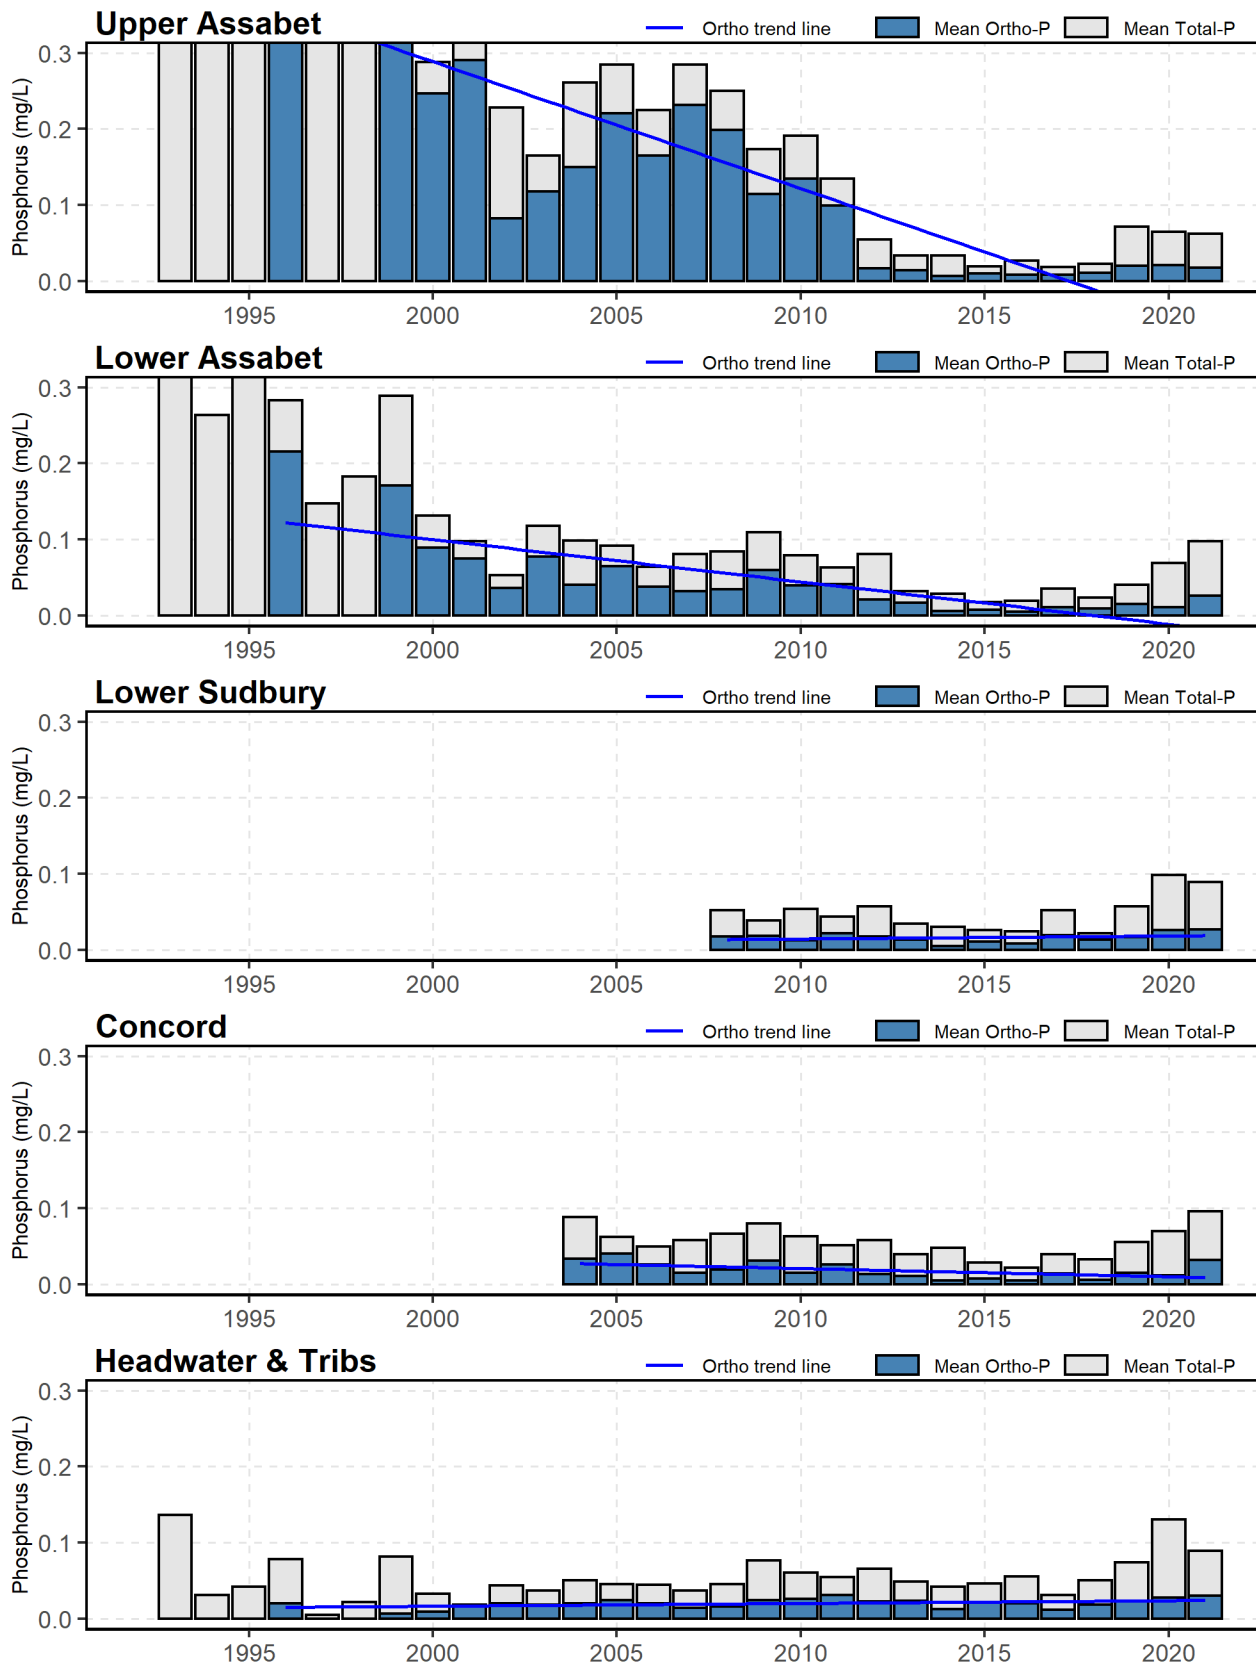 Upper Assabet
Ortho trend line Mean Ortho-P Mean Total-P
Phosphorus (mg/L)
0.3
0.2
0.1
0.0
1995 2000 2005 2010 2015 2020
Lower Assabet
Ortho trend line Mean Ortho-P Mean Total-P
Phosphorus (mg/L)
0.3
0.2
0.1
0.0
1995 2000 2005 2010 2015 2020
Lower Sudbury
Ortho trend line Mean Ortho-P Mean Total-P
Phosphorus (mg/L)
0.3
0.2
0.1
0.0
1995 2000 2005 2010 2015 2020
Concord
Ortho trend line Mean Ortho-P Mean Total-P
Phosphorus (mg/L)
0.3
0.2
0.1
0.0
1995 2000 2005 2010 2015 2020
Headwater & Tribs
Ortho trend line Mean Ortho-P Mean Total-P
Phosphorus (mg/L)
0.3
0.2
0.1
0.0
1995 2000 2005 2010 2015 2020